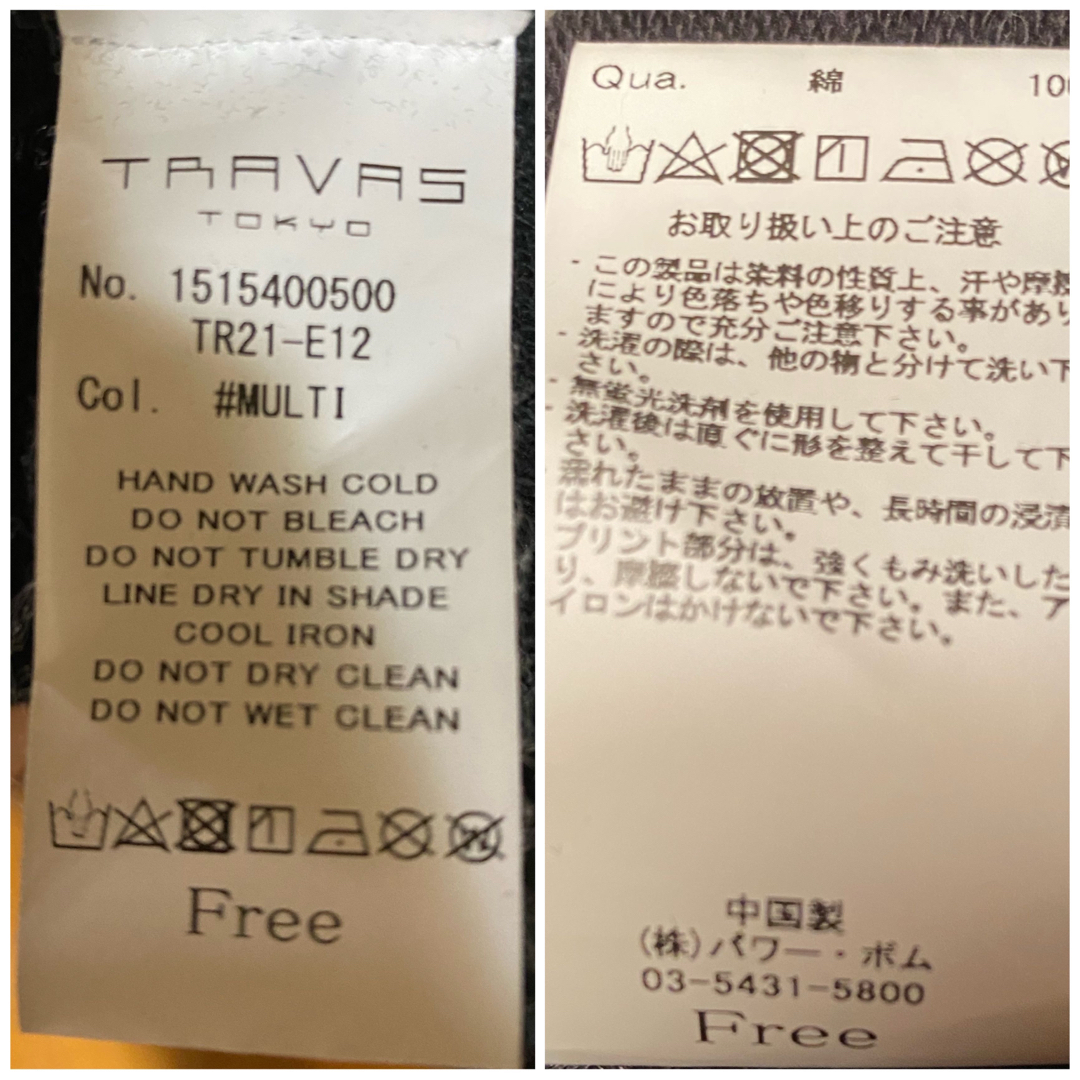 TRAVAS
TOKYO
No. 1515400500
TR21-E12
Col. #MULTI
HAND WASH COLD
DO NOT BLEACH
DO NOT TUMBLE DRY
LINE DRY IN SHADE
COOL IRON
DO NOT DRY CLEAN
DO NOT WET CLEAN
Free
Qua. 綿 100
お取り扱い上のご注意
・この製品は染料の性質上、汗や摩擦
により色落ちや色移りする事があり
ますので充分ご注意下さい。
・洗濯の際は、他の物と分けて洗い下
さい。
・無蛍光洗剤を使用して下さい。
・洗濯後は直ぐに形を整えて干して下
さい。
濡れたままの放置や、長時間の浸漬
はお避け下さい。
プリント部分は、強くもみ洗いした
り、摩擦しないで下さい。また、ア
イロンはかけないで下さい。
中国製
(株)パワー・ボム
03-5431-5800
Free